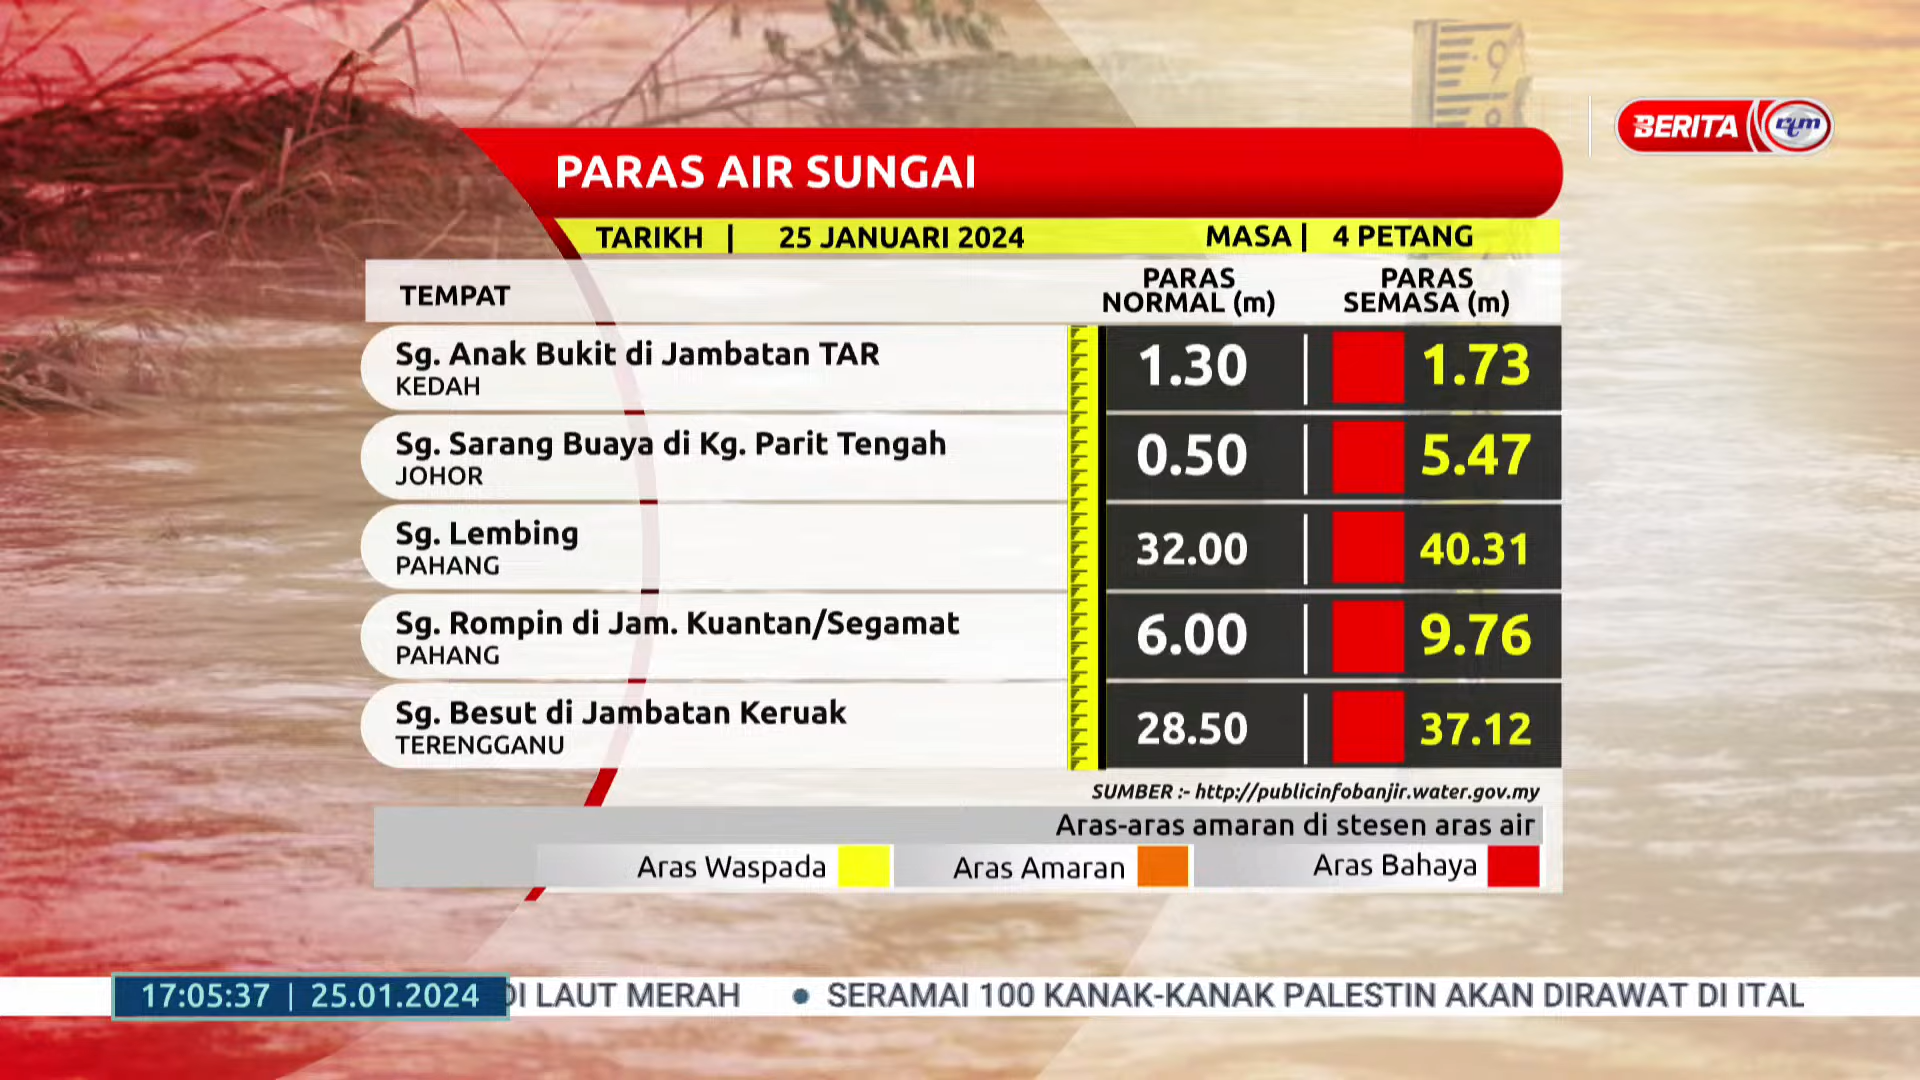 BERITA rtm
PARAS AIR SUNGAI
TARIKH | 25 JANUARI 2024 MASA | 4 PETANG
TEMPAT
PARAS NORMAL (m)
PARAS SEMASA (m)
Sg. Anak Bukit di Jambatan TAR
KEDAH
1.30 1.73
Sg. Sarang Buaya di Kg. Parit Tengah
JOHOR
0.50 5.47
Sg. Lembing
PAHANG
32.00 40.31
Sg. Rompin di Jam. Kuantan/Segamat
PAHANG
6.00 9.76
Sg. Besut di Jambatan Keruak
TERENGGANU
28.50 37.12
SUMBER :- http://publicinfobanjir.water.gov.my
Aras-aras amaran di stesen aras air
Aras Waspada Aras Amaran Aras Bahaya
17:05:37 | 25.01.2024 DI LAUT MERAH • SERAMAI 100 KANAK-KANAK PALESTIN AKAN DIRAWAT DI ITAL